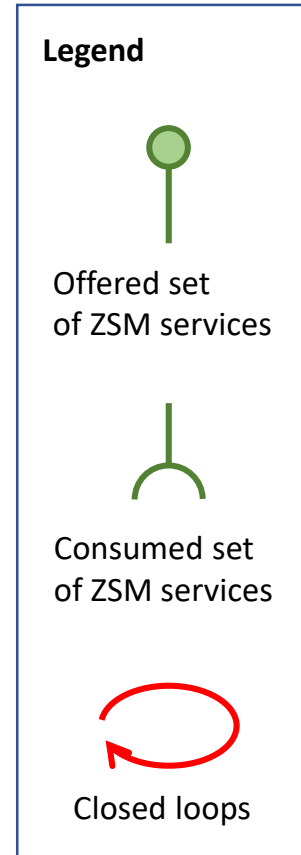 Legend
Offered set
of ZSM services
Consumed set
of ZSM services
Closed loops